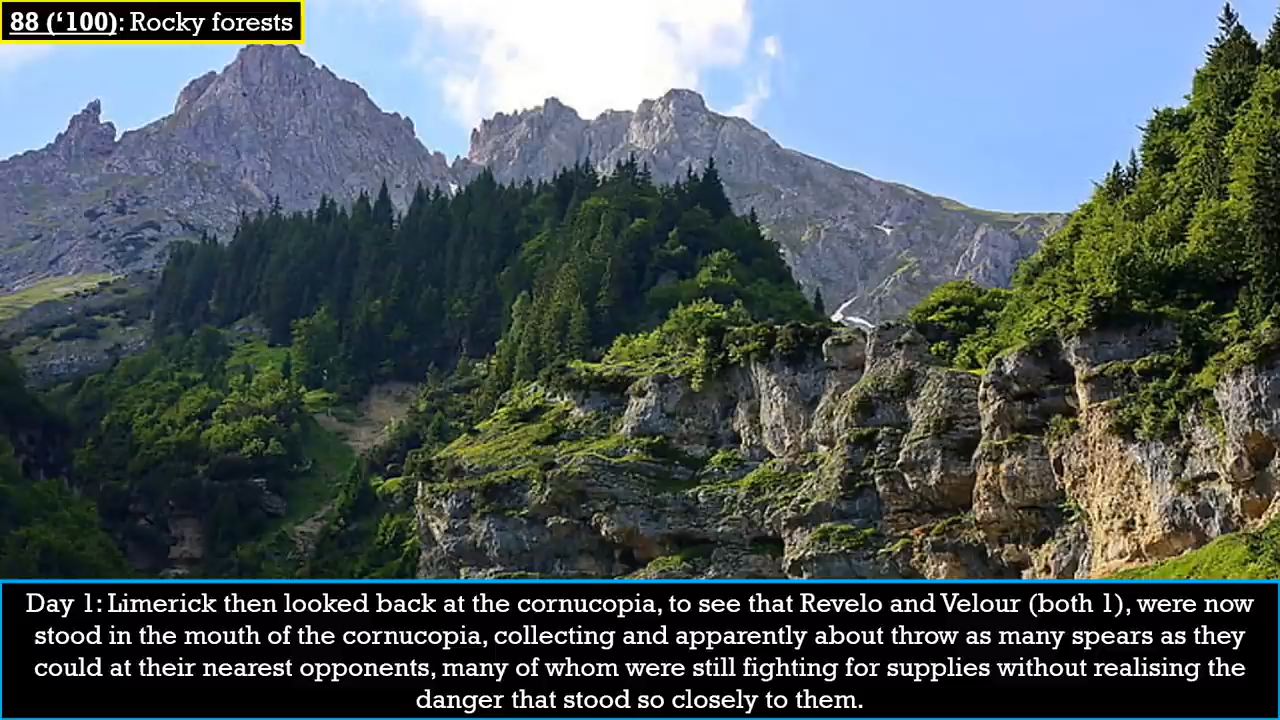 88 (‘100): Rocky forests
Day 1: Limerick then looked back at the cornucopia, to see that Revelo and Velour (both 1), were now
stood in the mouth of the cornucopia, collecting and apparently about throw as many spears as they
could at their nearest opponents, many of whom were still fighting for supplies without realising the
danger that stood so closely to them.